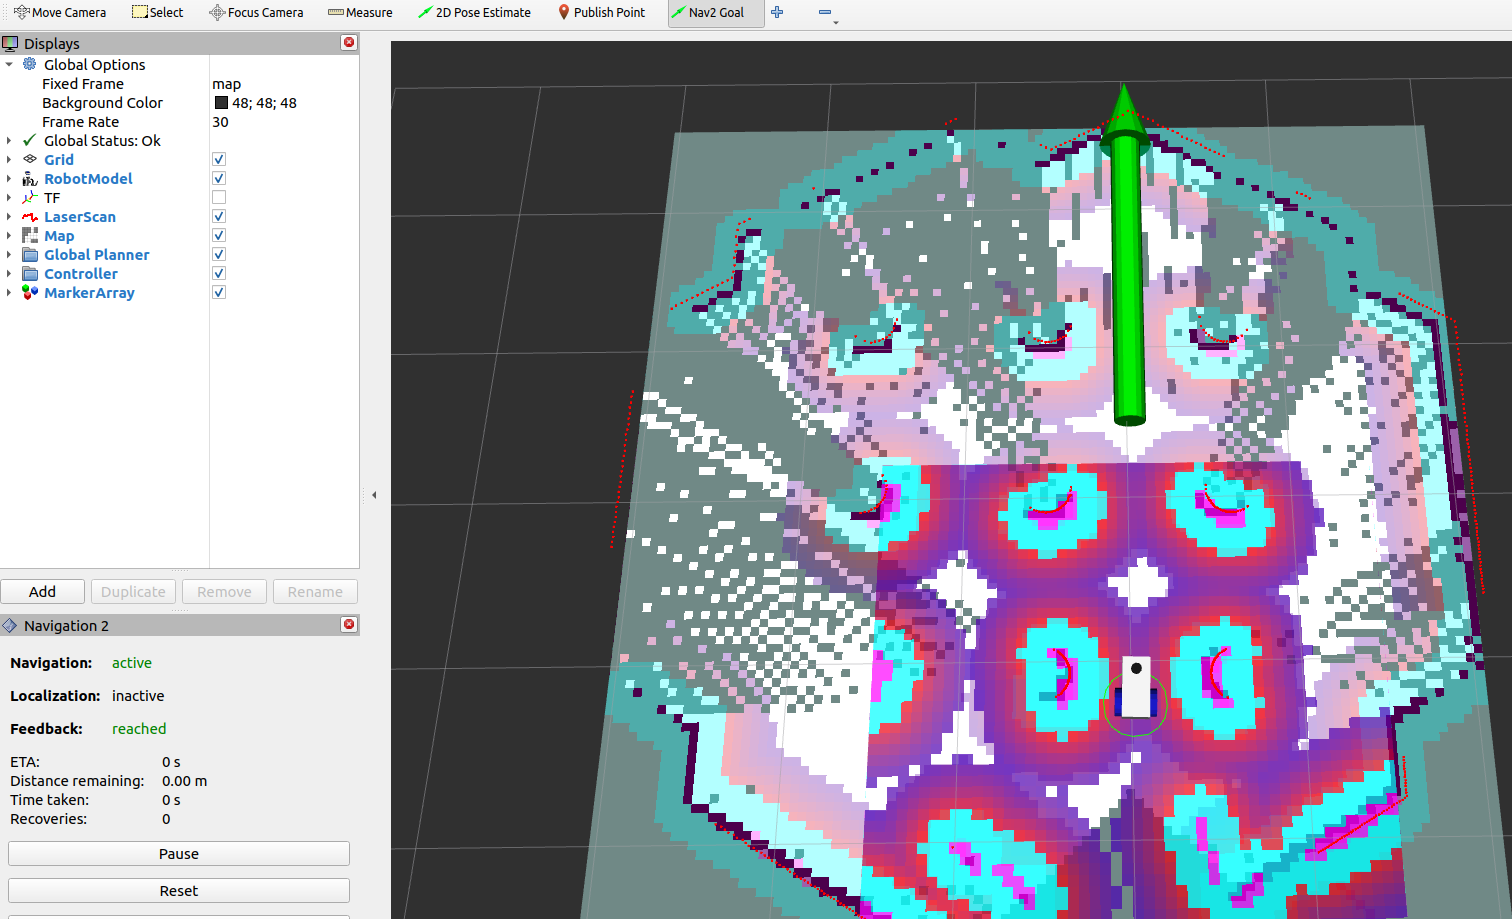 Move Camera Select Focus Camera Measure 2D Pose Estimate Publish Point Nav2 Goal
Displays
Global Options
Fixed Frame map
Background Color 48; 48; 48
Frame Rate 30
Global Status: Ok
Grid
RobotModel
TF
LaserScan
Map
Global Planner
Controller
MarkerArray
Add Duplicate Remove Rename
Navigation 2
Navigation: active
Localization: inactive
Feedback: reached
ETA: 0 s
Distance remaining: 0.00 m
Time taken: 0 s
Recoveries: 0
Pause
Reset